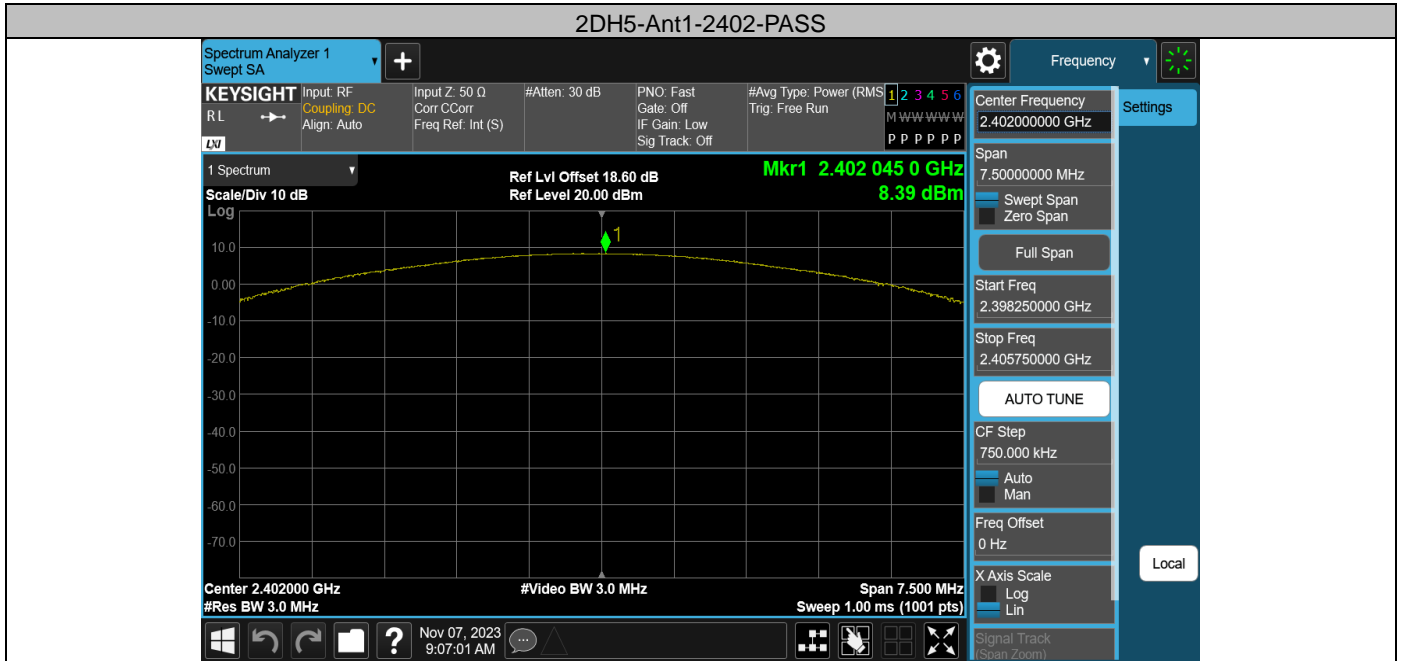 2DH5-Ant1-2402-PASS
Spectrum Analyzer 1
Swept SA
Frequency
KEYSIGHT
RL
LXI
Input: RF
Coupling: DC
Align: Auto
Input Z: 50 Ω
Corr CCorr
Freq Ref: Int (S)
#Atten: 30 dB
PNO: Fast
Gate: Off
IF Gain: Low
Sig Track: Off
#Avg Type: Power (RMS
Trig: Free Run
1 2 3 4 5 6
M W W W W W
P P P P P P
Center Frequency
2.402000000 GHz
Settings
Span
7.50000000 MHz
Swept Span
Zero Span
Full Span
Start Freq
2.398250000 GHz
Stop Freq
2.405750000 GHz
AUTO TUNE
CF Step
750.000 kHz
Auto
Man
Freq Offset
0 Hz
X Axis Scale
Log
Lin
Signal Track
(Span Zoom)
Local
1 Spectrum
Scale/Div 10 dB
Log
Ref Lvl Offset 18.60 dB
Ref Level 20.00 dBm
Mkr1 2.402 045 0 GHz
8.39 dBm
1
10.0
0.00
-10.0
-20.0
-30.0
-40.0
-50.0
-60.0
-70.0
Center 2.402000 GHz
#Res BW 3.0 MHz
#Video BW 3.0 MHz
Span 7.500 MHz
Sweep 1.00 ms (1001 pts)
?
Nov 07, 2023
9:07:01 AM